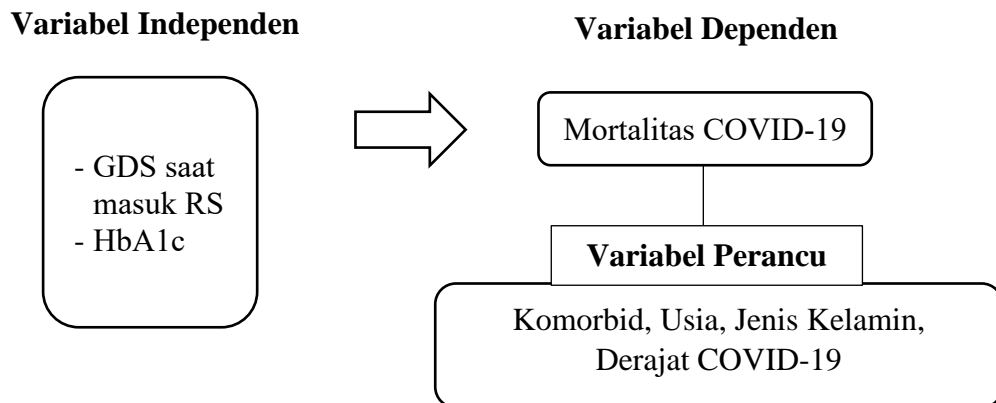 Variabel Independen
Variabel Dependen
- GDS saat
masuk RS
- HbA1c
Mortalitas COVID-19
Variabel Perancu
Komorbid, Usia, Jenis Kelamin,
Derajat COVID-19